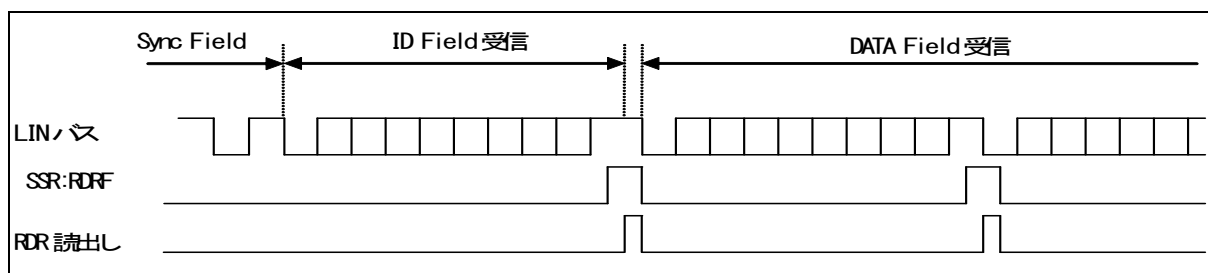 Sync Field ID Field受信 DATA Field受信
LINバス
SSR:RDRF
RDR読出し